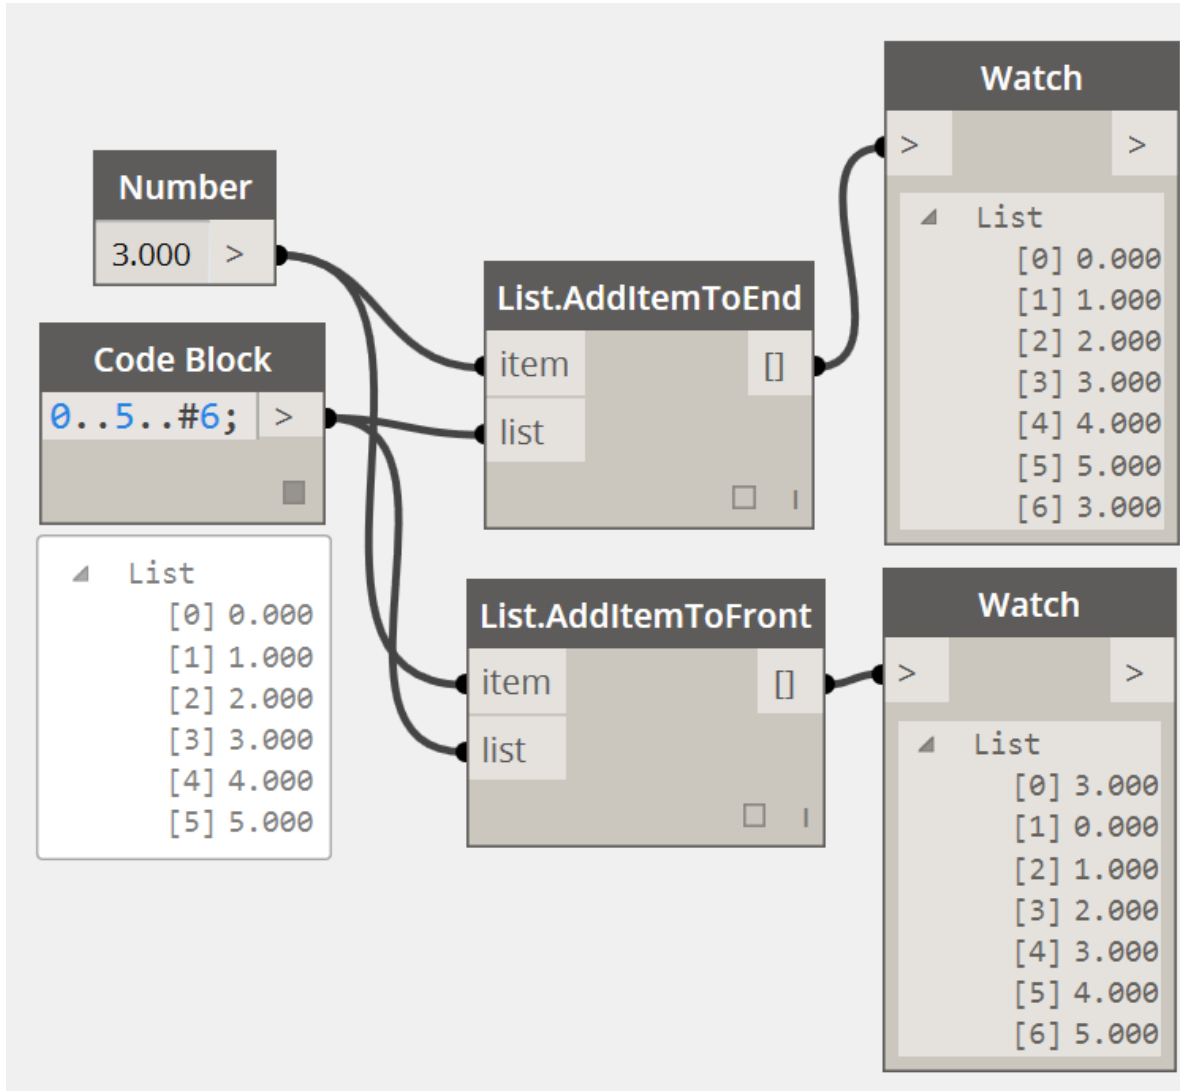 Number
3.000 >
Code Block
0..5..#6; >
List
[0] 0.000
[1] 1.000
[2] 2.000
[3] 3.000
[4] 4.000
[5] 5.000
List.AddItemToEnd
item []
list
l
List.AddItemToFront
item []
list
l
Watch
> >
List
[0] 0.000
[1] 1.000
[2] 2.000
[3] 3.000
[4] 4.000
[5] 5.000
[6] 3.000
Watch
> >
List
[0] 3.000
[1] 0.000
[2] 1.000
[3] 2.000
[4] 3.000
[5] 4.000
[6] 5.000